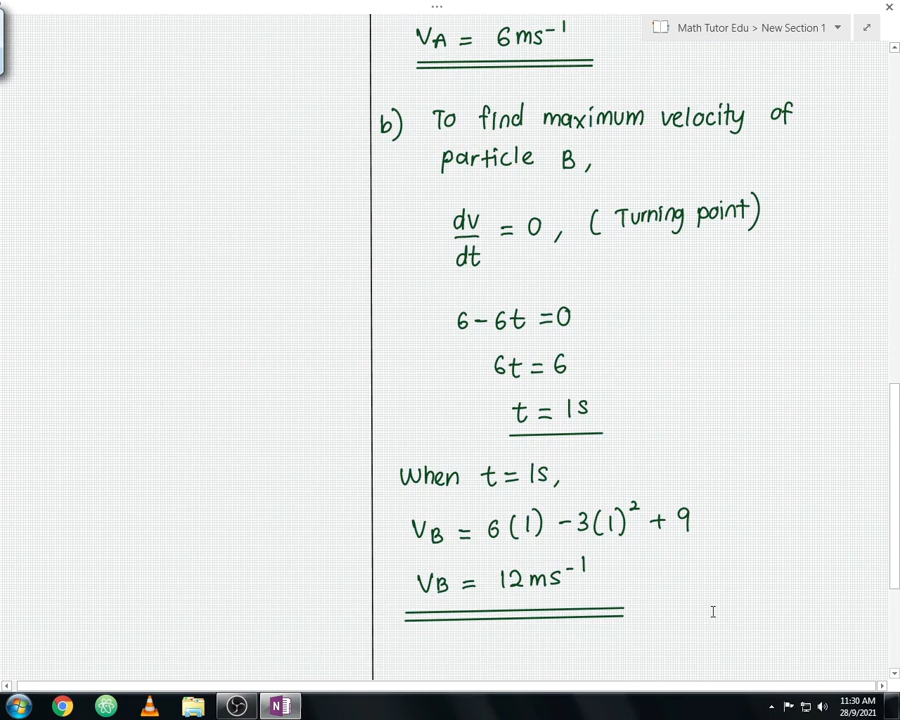 Math Tutor Edu > New Section 1
VA = 6ms⁻¹
b) To find maximum velocity of
particle B,
dv/dt = 0, (Turning point)
6 - 6t = 0
6t = 6
t = 1s
When t = 1s,
VB = 6(1) - 3(1)² + 9
VB = 12ms⁻¹
11:30 AM
28/9/2021